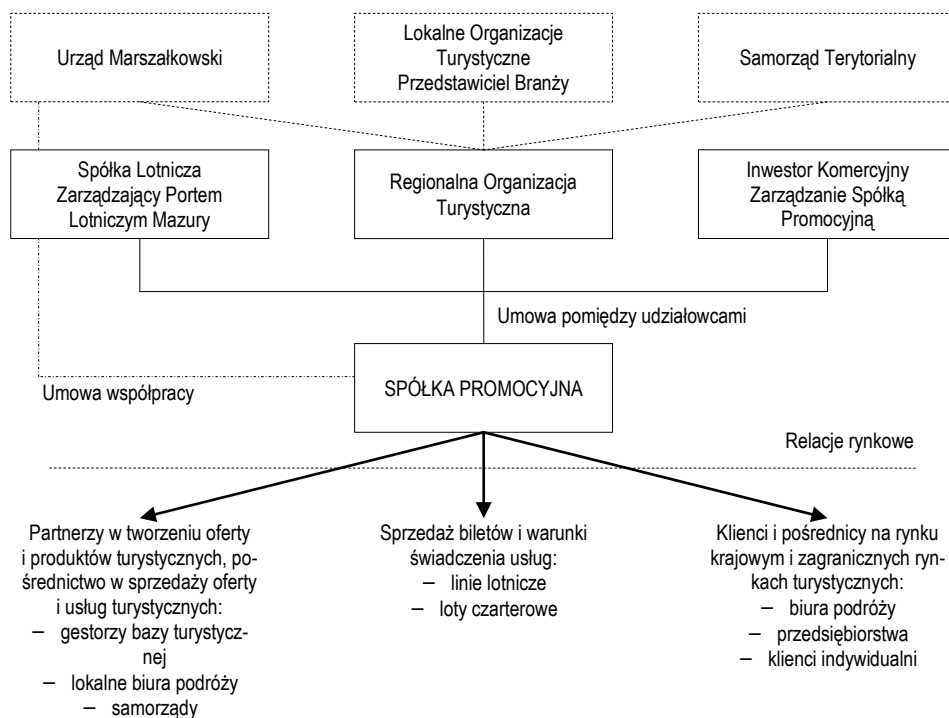 Urząd Marszałkowski
Lokalne Organizacje
Turystyczne
Przedstawiciel Branży
Samorząd Terytorialny
Spółka Lotnicza
Zarządzający Portem
Lotniczym Mazury
Regionalna Organizacja
Turystyczna
Inwestor Komercyjny
Zarządzanie Spółką
Promocyjną
Umowa pomiędzy udziałowcami
Umowa współpracy
SPÓŁKA PROMOCYJNA
Relacje rynkowe
Partnerzy w tworzeniu oferty
i produktów turystycznych, po-
średnictwo w sprzedaży oferty
i usług turystycznych:
– gestorzy bazy turystycz-
nej
– lokalne biura podróży
– samorządy
Sprzedaż biletów i warunki
świadczenia usług:
– linie lotnicze
– loty czarterowe
Klienci i pośrednicy na rynku
krajowym i zagranicznych ryn-
kach turystycznych:
– biura podróży
– przedsiębiorstwa
– klienci indywidualni